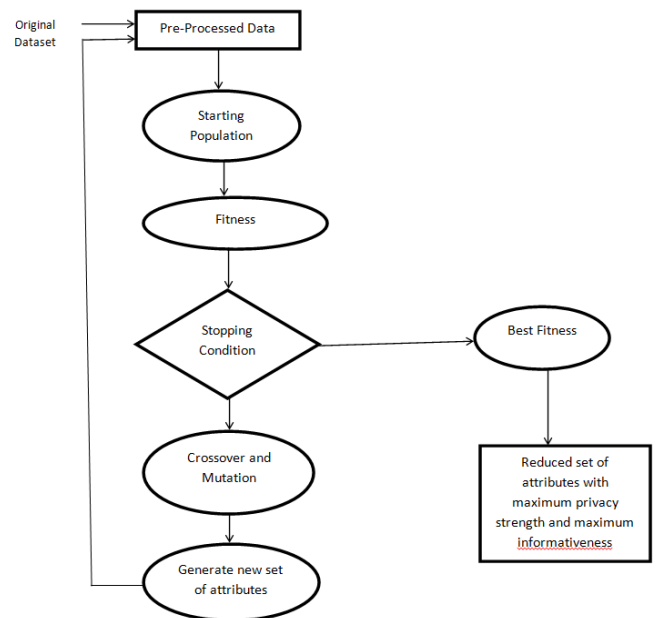 Original
Dataset
Pre-Processed Data
Starting
Population
Fitness
Stopping
Condition
Best Fitness
Crossover and
Mutation
Reduced set of
attributes with
maximum privacy
strength and maximum
informativeness
Generate new set
of attributes